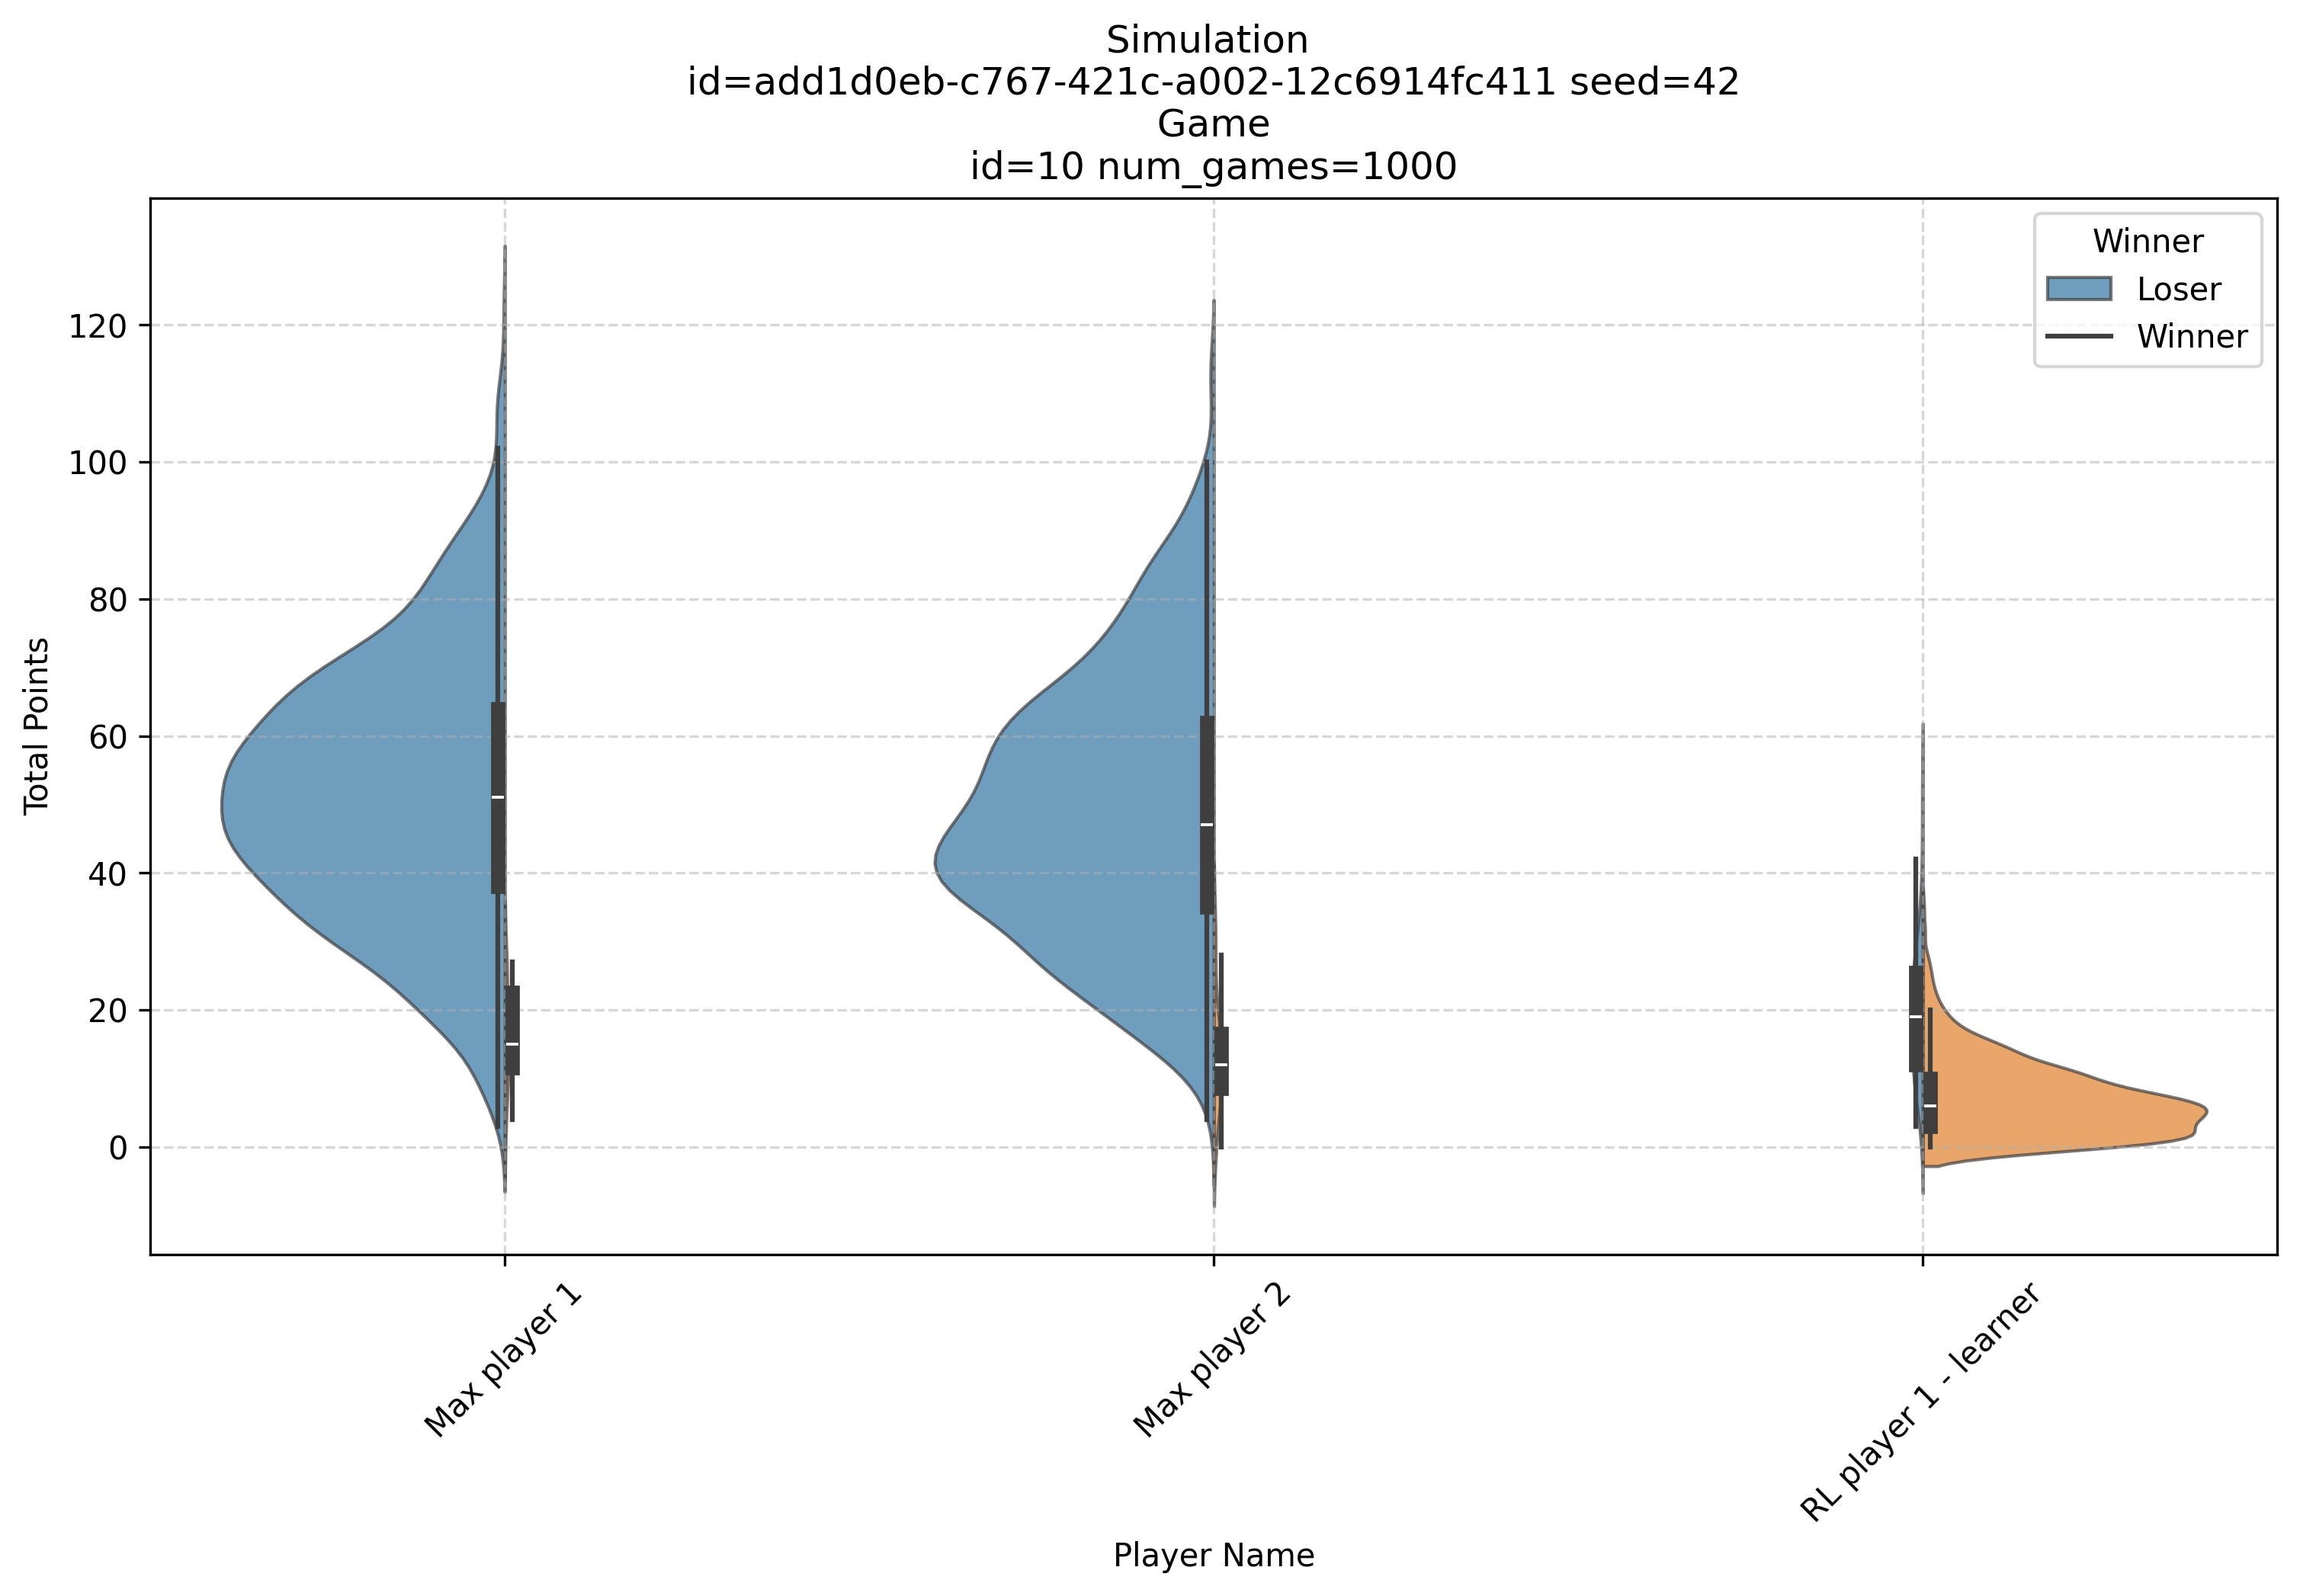 Simulation
id=add1d0eb-c767-421c-a002-12c6914fc411 seed=42
Game
id=10 num_games=1000
Winner
Loser
Winner
120
100
80
60
40
20
0
Total Points
Max player 1
Max player 2
RL player 1 - learner
Player Name